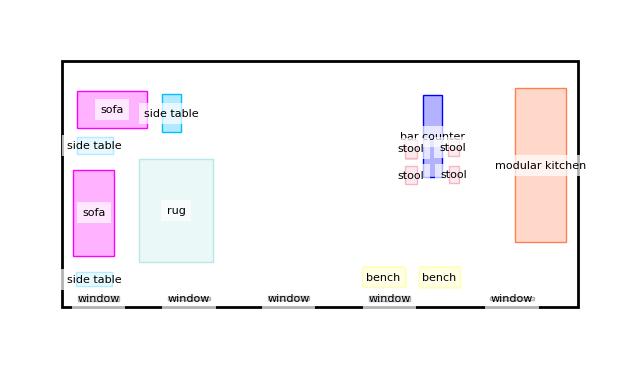 sofa
side table
bar counter
side table
stool
stool
modular kitchen
stool
stool
sofa
rug
side table
bench
bench
window
window
window
window
window